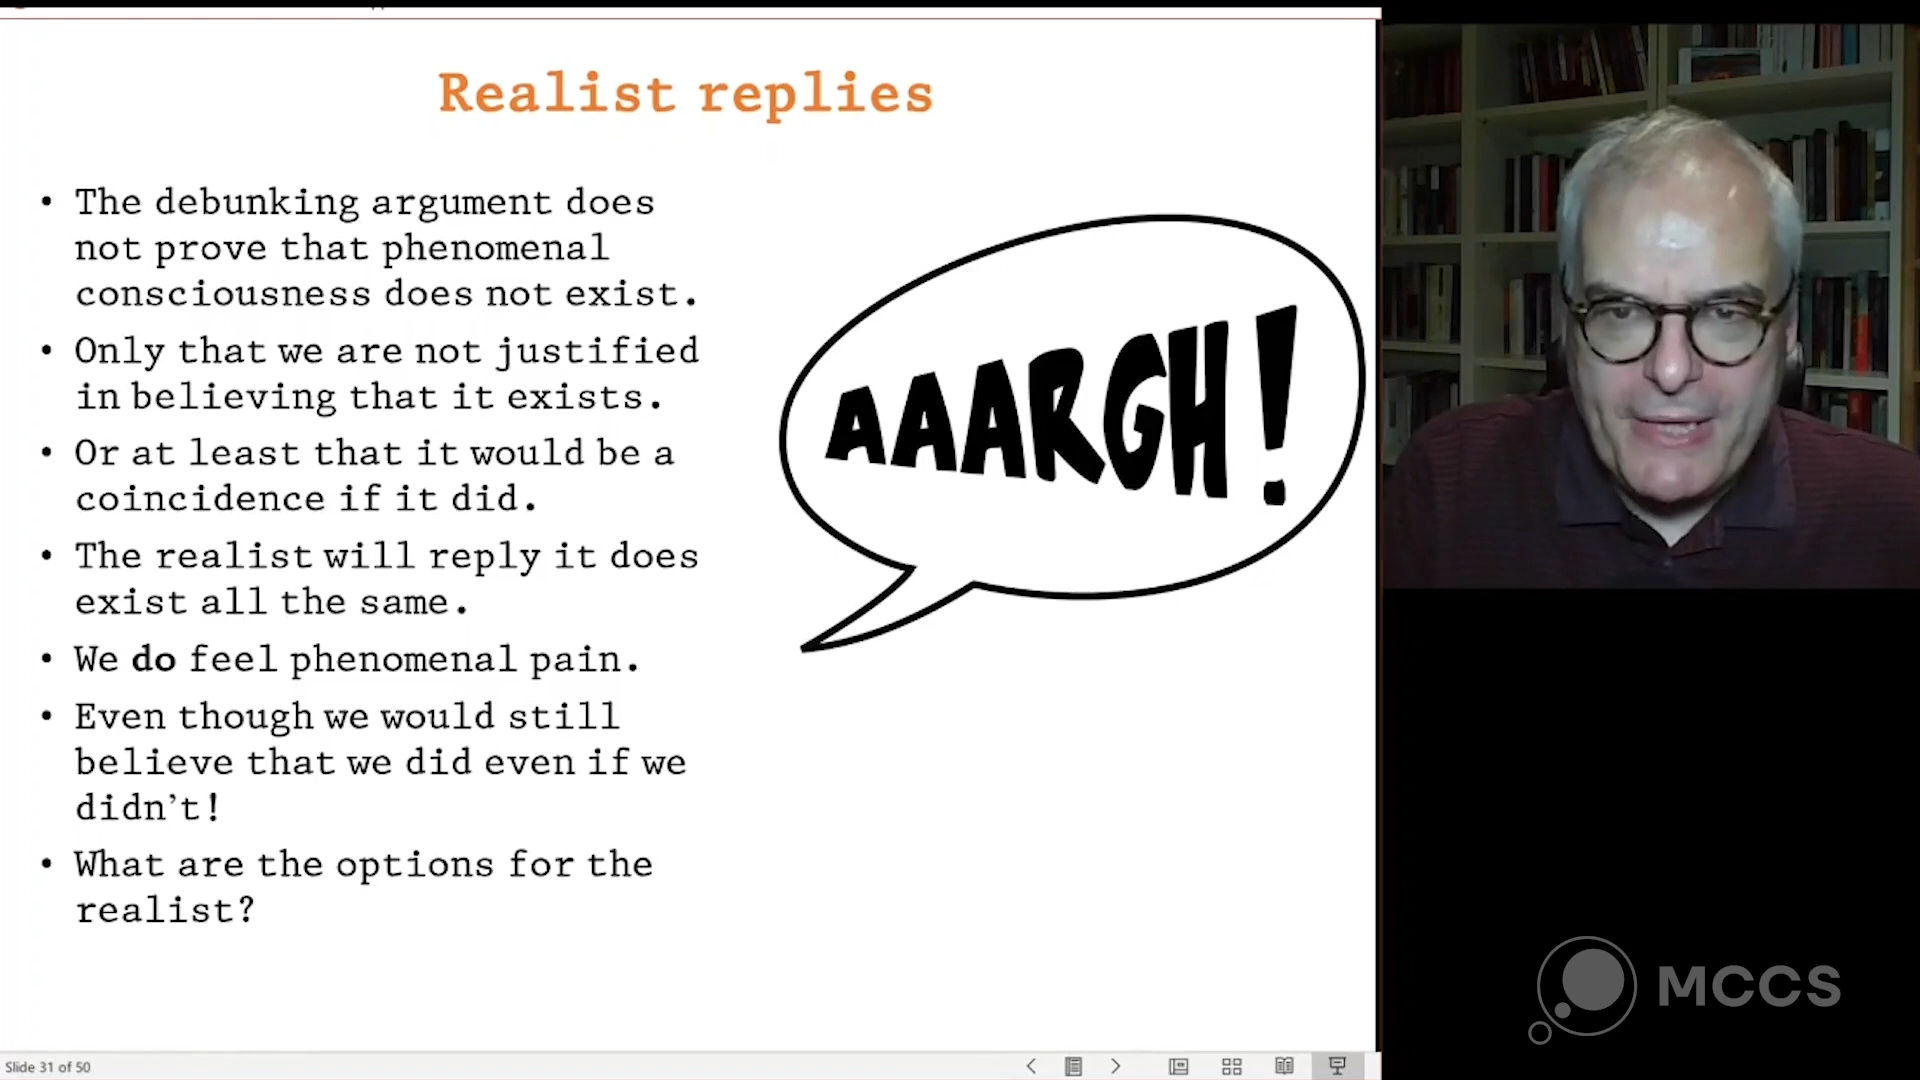 Realist replies
• The debunking argument does
not prove that phenomenal
consciousness does not exist.
• Only that we are not justified
in believing that it exists.
• Or at least that it would be a
coincidence if it did.
• The realist will reply it does
exist all the same.
• We do feel phenomenal pain.
• Even though we would still
believe that we did even if we
didn't!
• What are the options for the
realist?
AAARGH!
MCCS
Slide 31 of 50